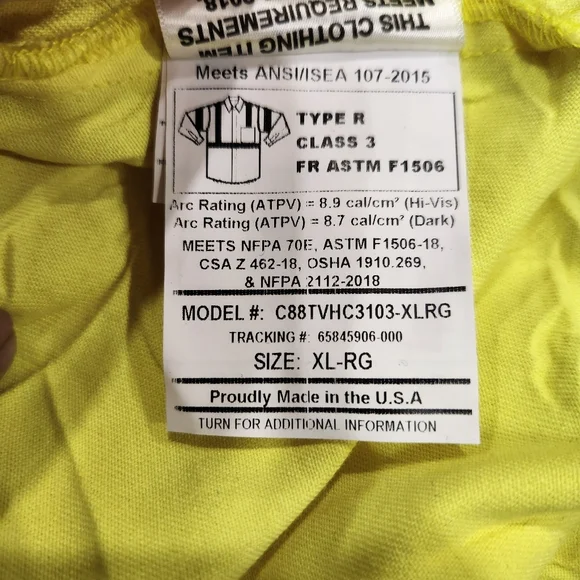 THIS CLOTHING ITEM
MEETS REQUIREMENTS
2018.
Meets ANSI/ISEA 107-2015
TYPE R
CLASS 3
FR ASTM F1506
Arc Rating (ATPV) = 8.9 cal/cm² (Hi-Vis)
Arc Rating (ATPV) = 8.7 cal/cm² (Dark)
MEETS NFPA 70E, ASTM F1506-18,
CSA Z 462-18, OSHA 1910.269,
& NFPA 2112-2018
MODEL #: C88TVHC3103-XLRG
TRACKING #: 65845906-000
SIZE: XL-RG
Proudly Made in the U.S.A
TURN FOR ADDITIONAL INFORMATION